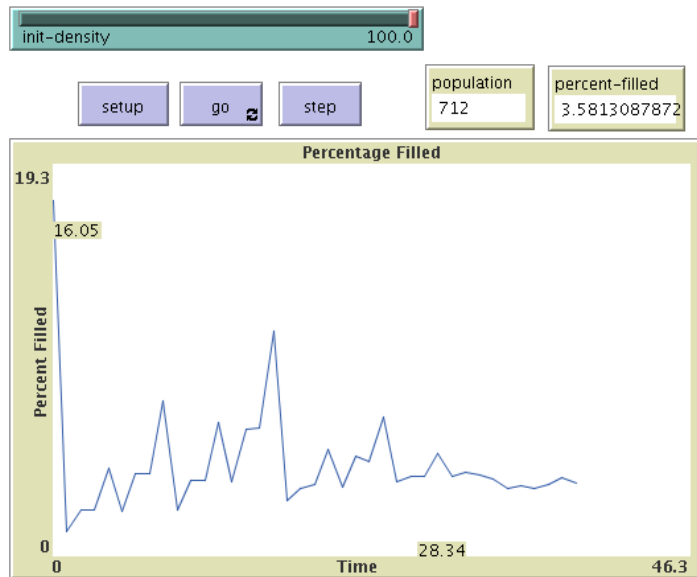 init-density 100.0
setup go step
population
712
percent-filled
3.5813087872
Percentage Filled
19.3
16.05
Percent Filled
0
28.34
0 Time 46.3